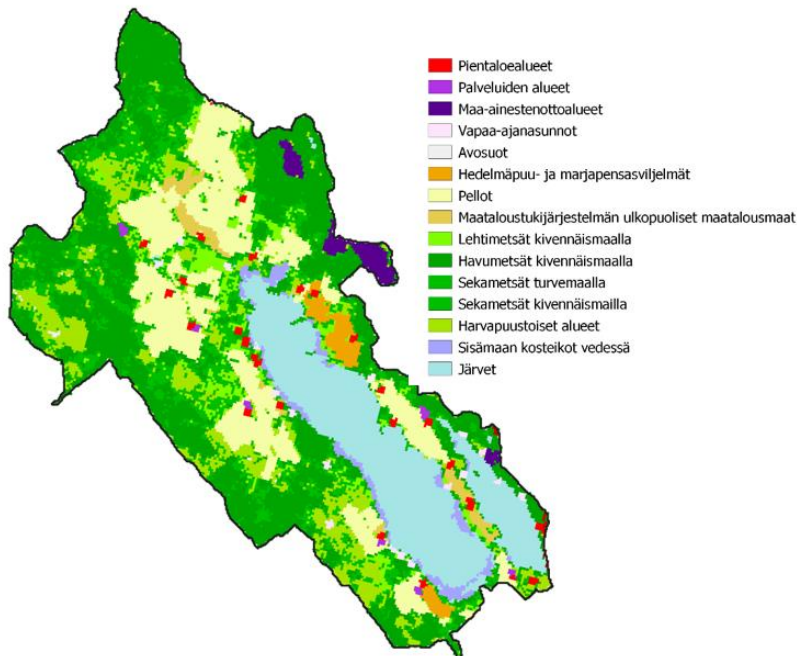 Pientaloealueet
Palveluiden alueet
Maa-ainestenottoalueet
Vapaa-ajanasunnot
Avosuot
Hedelmäpuu- ja marjapensasviljelmät
Pellot
Maataloustukijärjestelmän ulkopuoliset maatalousmaat
Lehtimetsät kivennäismaalla
Havumetsät kivennäismaalla
Sekametsät turvemaalla
Sekametsät kivennäismailla
Harvapuustoiset alueet
Sisämaan kosteikot vedessä
Järvet